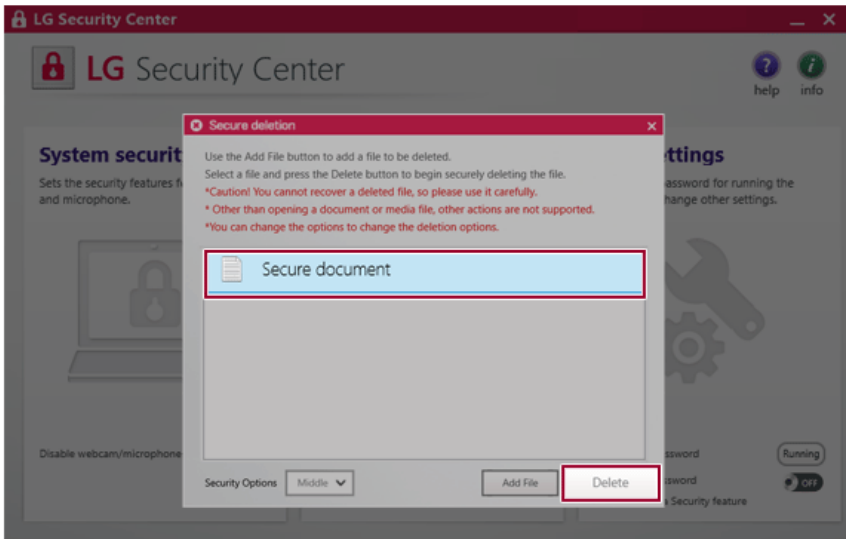 LG Security Center
LG Security Center
help info
Secure deletion
Use the Add File button to add a file to be deleted.
Select a file and press the Delete button to begin securely deleting the file.
*Caution! You cannot recover a deleted file, so please use it carefully.
* Other than opening a document or media file, other actions are not supported.
*You can change the options to change the deletion options.
Secure document
Security Options Middle Add File Delete
System securit
Sets the security features f
and microphone.
Disable webcam/microphone
ttings
assword for running the
hange other settings.
ssword Running
sword OFF
Security feature